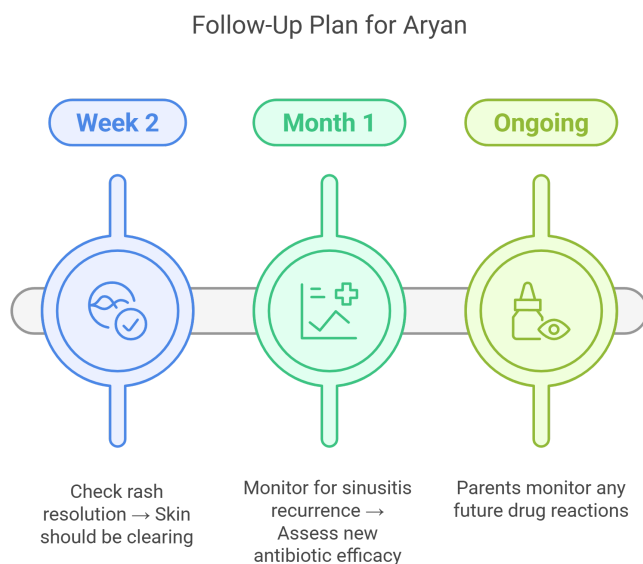 Follow-Up Plan for Aryan
Week 2
Month 1
Ongoing
Check rash
resolution → Skin
should be clearing
Monitor for sinusitis
recurrence →
Assess new
antibiotic efficacy
Parents monitor any
future drug reactions